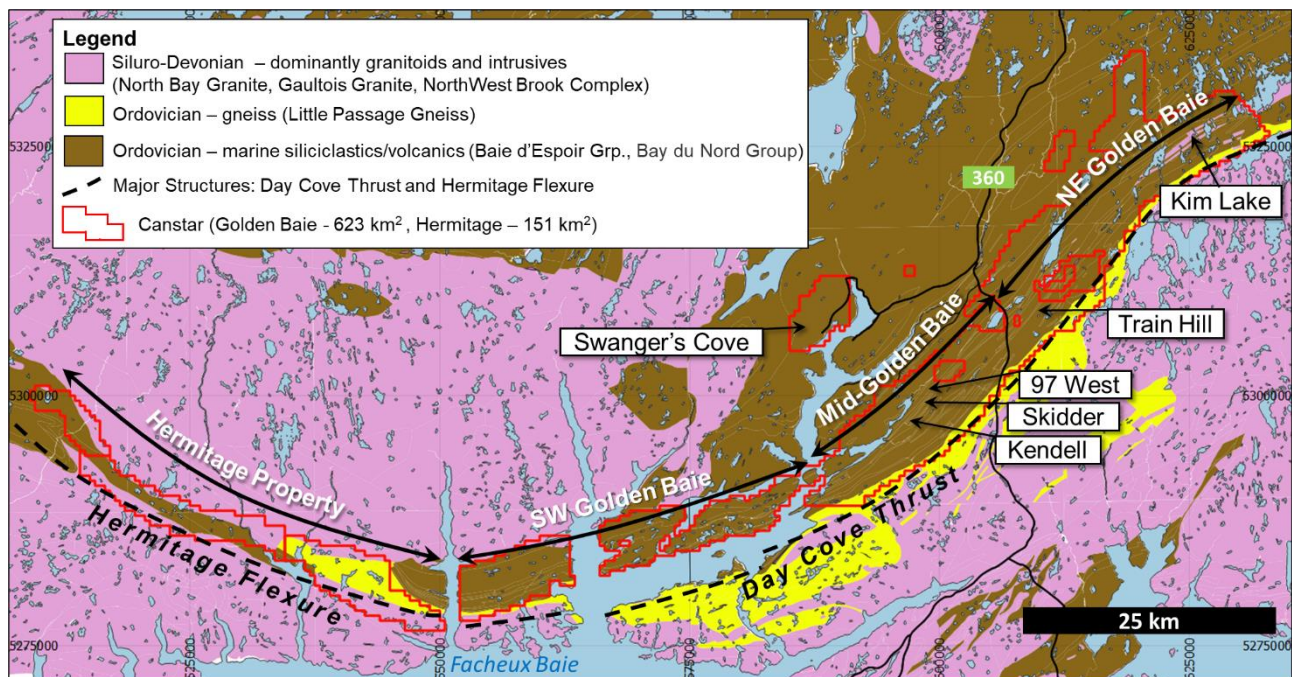 Legend
Siluro-Devonian – dominantly granitoids and intrusives
(North Bay Granite, Gaultois Granite, NorthWest Brook Complex)
Ordovician – gneiss (Little Passage Gneiss)
Ordovician – marine siliciclastics/volcanics (Baie d'Espoir Grp., Bay du Nord Group)
Major Structures: Day Cove Thrust and Hermitage Flexure
Canstar (Golden Baie - 623 km², Hermitage – 151 km²)
5325000
5325000
360
NE Golden Baie
Kim Lake
Swanger's Cove
Train Hill
Mid-Golden Baie
97 West
Skidder
Kendell
5300000
5300000
Hermitage Property
SW Golden Baie
Hermitage Flexure
Day Cove Thrust
25 km
5275000
5275000
Facheux Baie